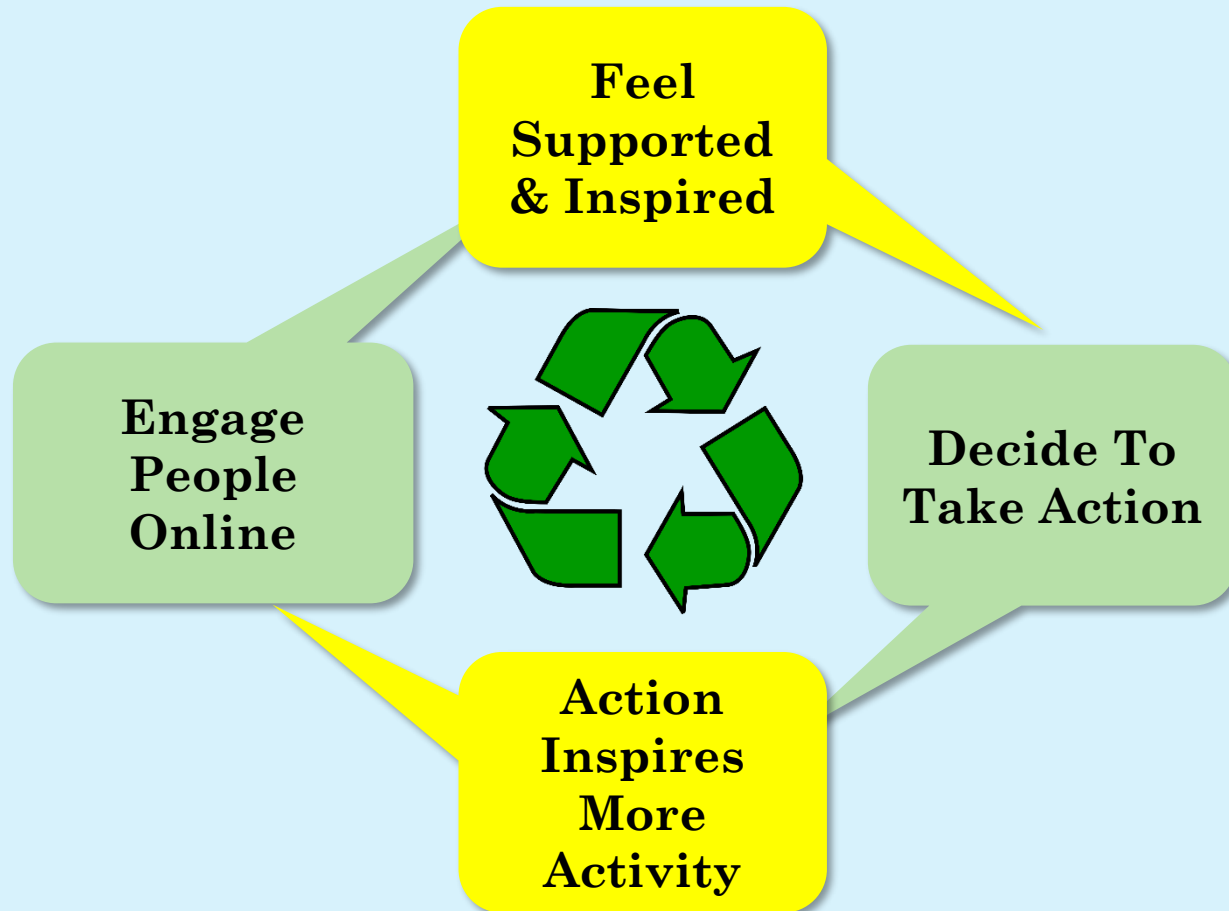 Feel
Supported
& Inspired
Engage
People
Online
Decide To
Take Action
Action
Inspires
More
Activity